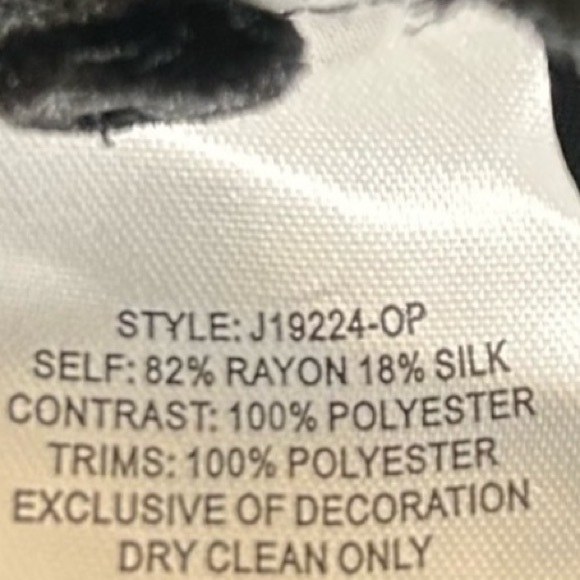 STYLE: J19224-OP
SELF: 82% RAYON 18% SILK
CONTRAST: 100% POLYESTER
TRIMS: 100% POLYESTER
EXCLUSIVE OF DECORATION
DRY CLEAN ONLY